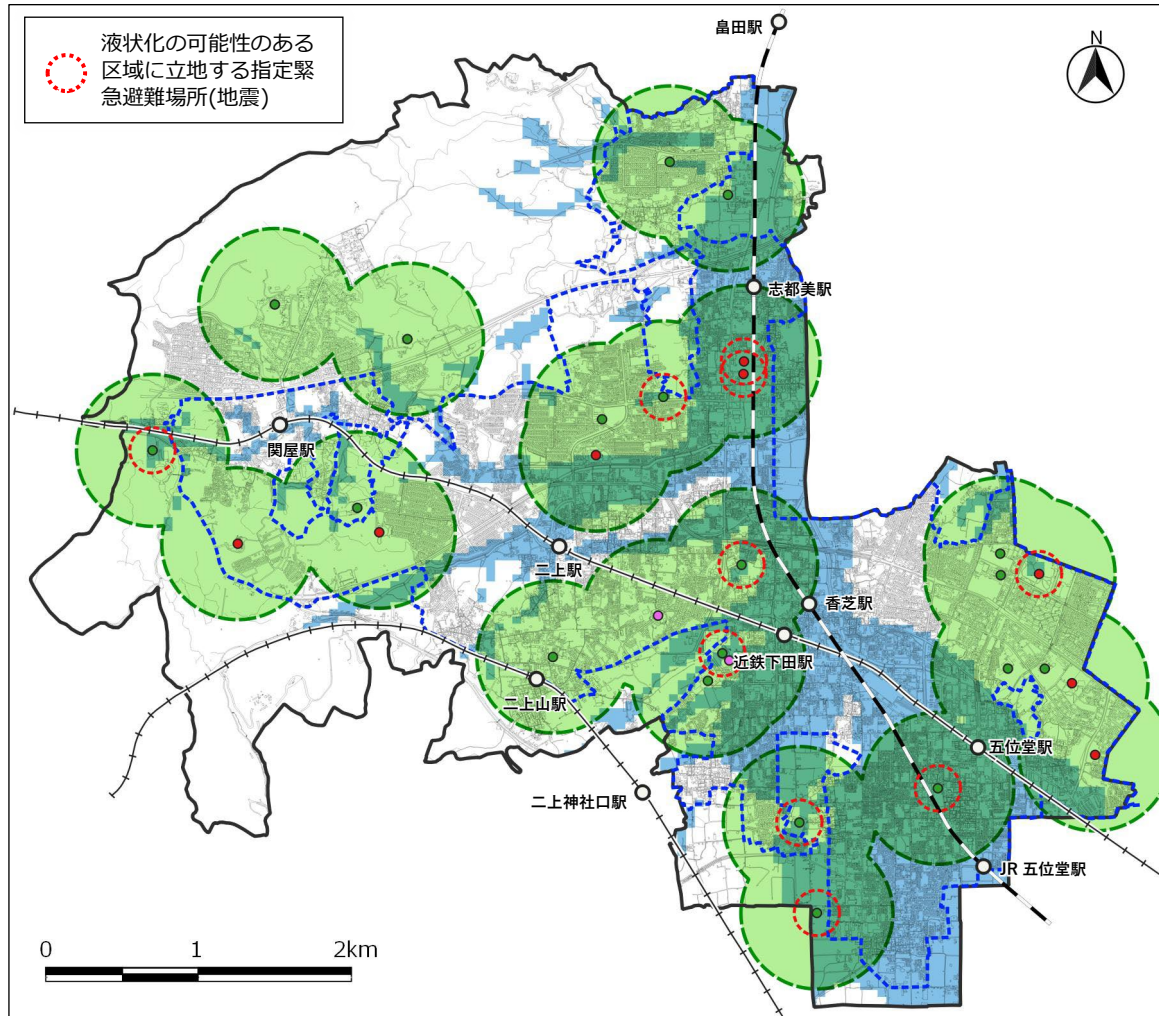 畠田駅
N
液状化の可能性のある
区域に立地する指定緊
急避難場所(地震)
志都美駅
関屋駅
二上駅
香芝駅
近鉄下田駅
二上山駅
五位堂駅
二上神社口駅
JR 五位堂駅
0 1 2km